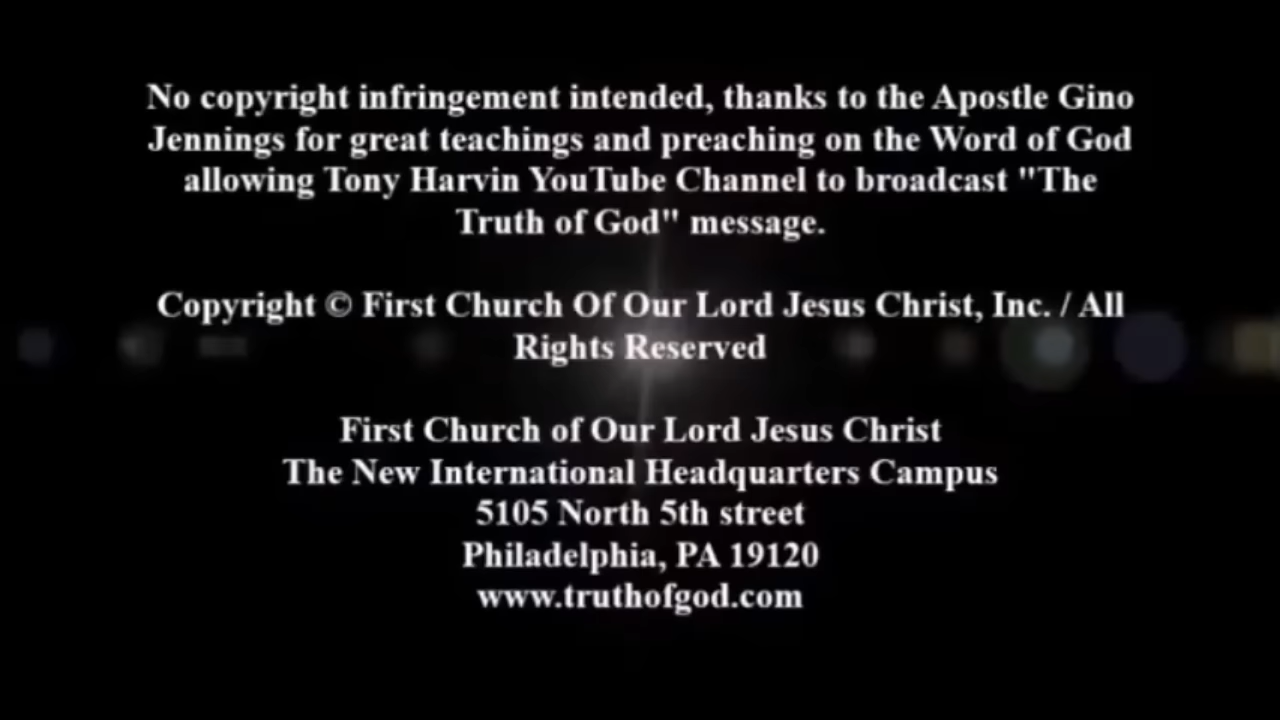 No copyright infringement intended, thanks to the Apostle Gino
Jennings for great teachings and preaching on the Word of God
allowing Tony Harvin YouTube Channel to broadcast "The
Truth of God" message.
Copyright © First Church Of Our Lord Jesus Christ, Inc. / All
Rights Reserved
First Church of Our Lord Jesus Christ
The New International Headquarters Campus
5105 North 5th street
Philadelphia, PA 19120
www.truthofgod.com